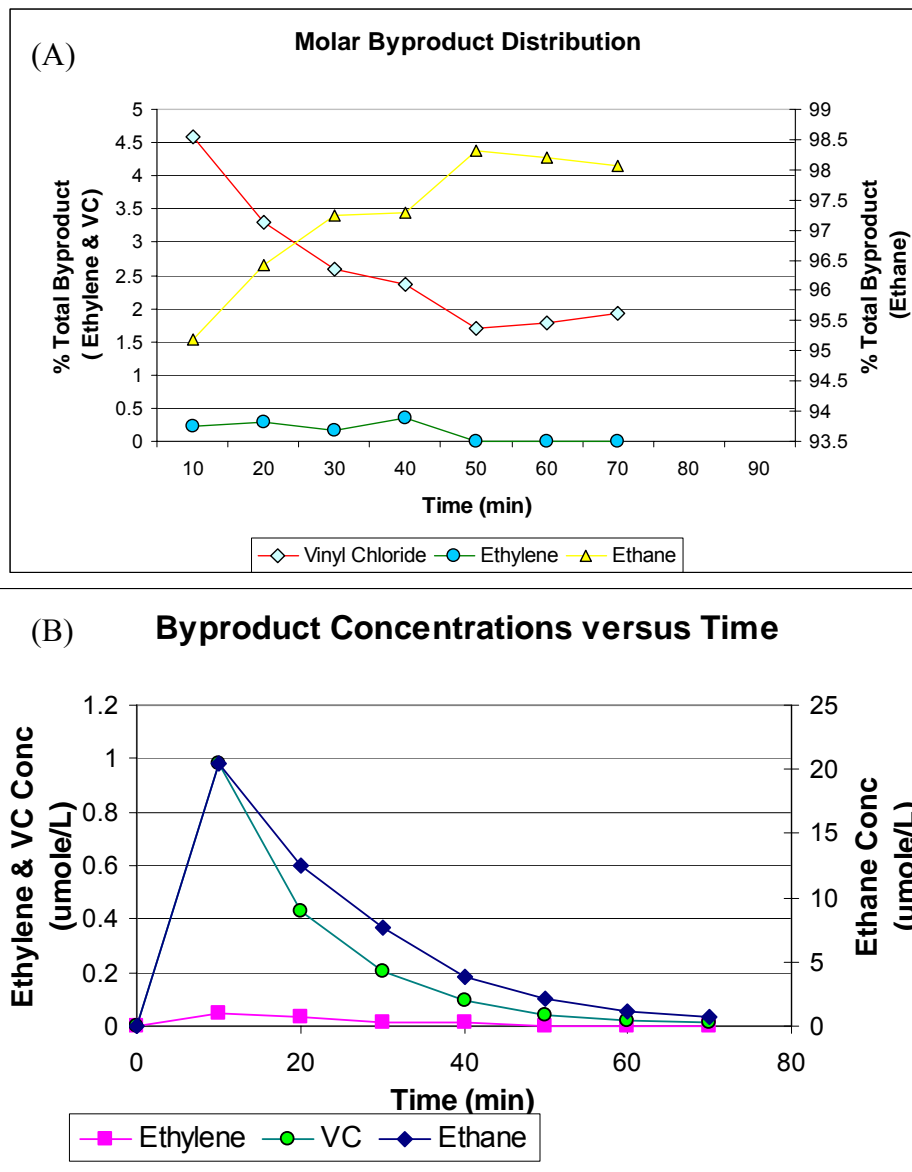 (A)
Molar Byproduct Distribution
% Total Byproduct
( Ethylene & VC)
5
4.5
4
3.5
3
2.5
2
1.5
1
0.5
0
99
98.5
98
97.5
97
96.5
96
95.5
95
94.5
94
93.5
% Total Byproduct
(Ethane)
10 20 30 40 50 60 70 80 90
Time (min)
Vinyl Chloride Ethylene Ethane
(B)
Byproduct Concentrations versus Time
Ethylene & VC Conc
(umole/L)
1.2
1
0.8
0.6
0.4
0.2
0
25
20
15
10
5
0
Ethane Conc
(umole/L)
0 20 40 60 80
Time (min)
Ethylene VC Ethane